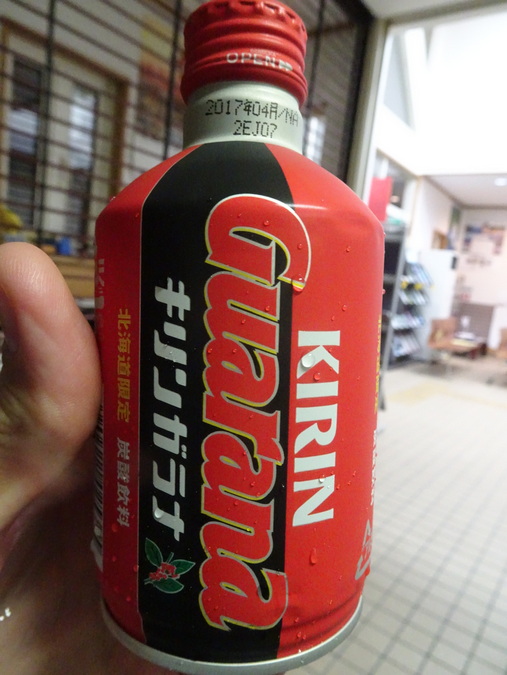 OPEN
2017年04月/NA
2EJ07
KIRIN
Guarana
キリンガラナ
北海道限定 炭酸飲料